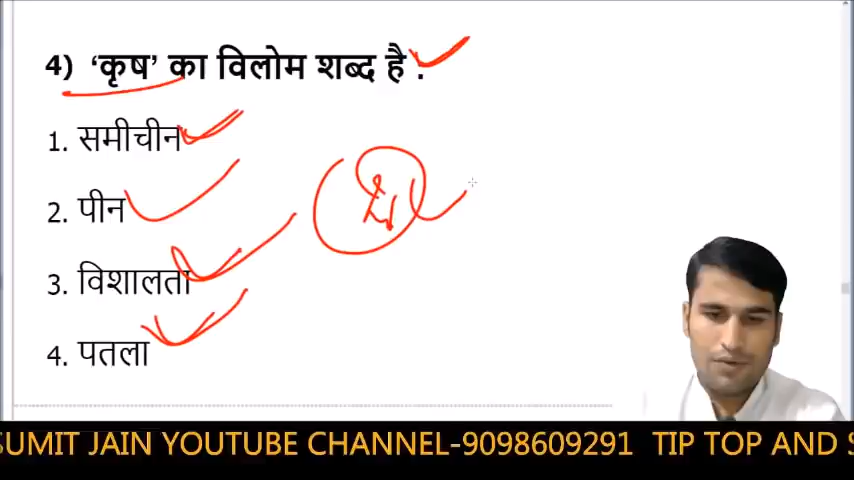 4) ‘कृष’ का विलोम शब्द है .
1. समीचीन
2. पीन
3. विशालता
4. पतला
SUMIT JAIN YOUTUBE CHANNEL-9098609291 TIP TOP AND S